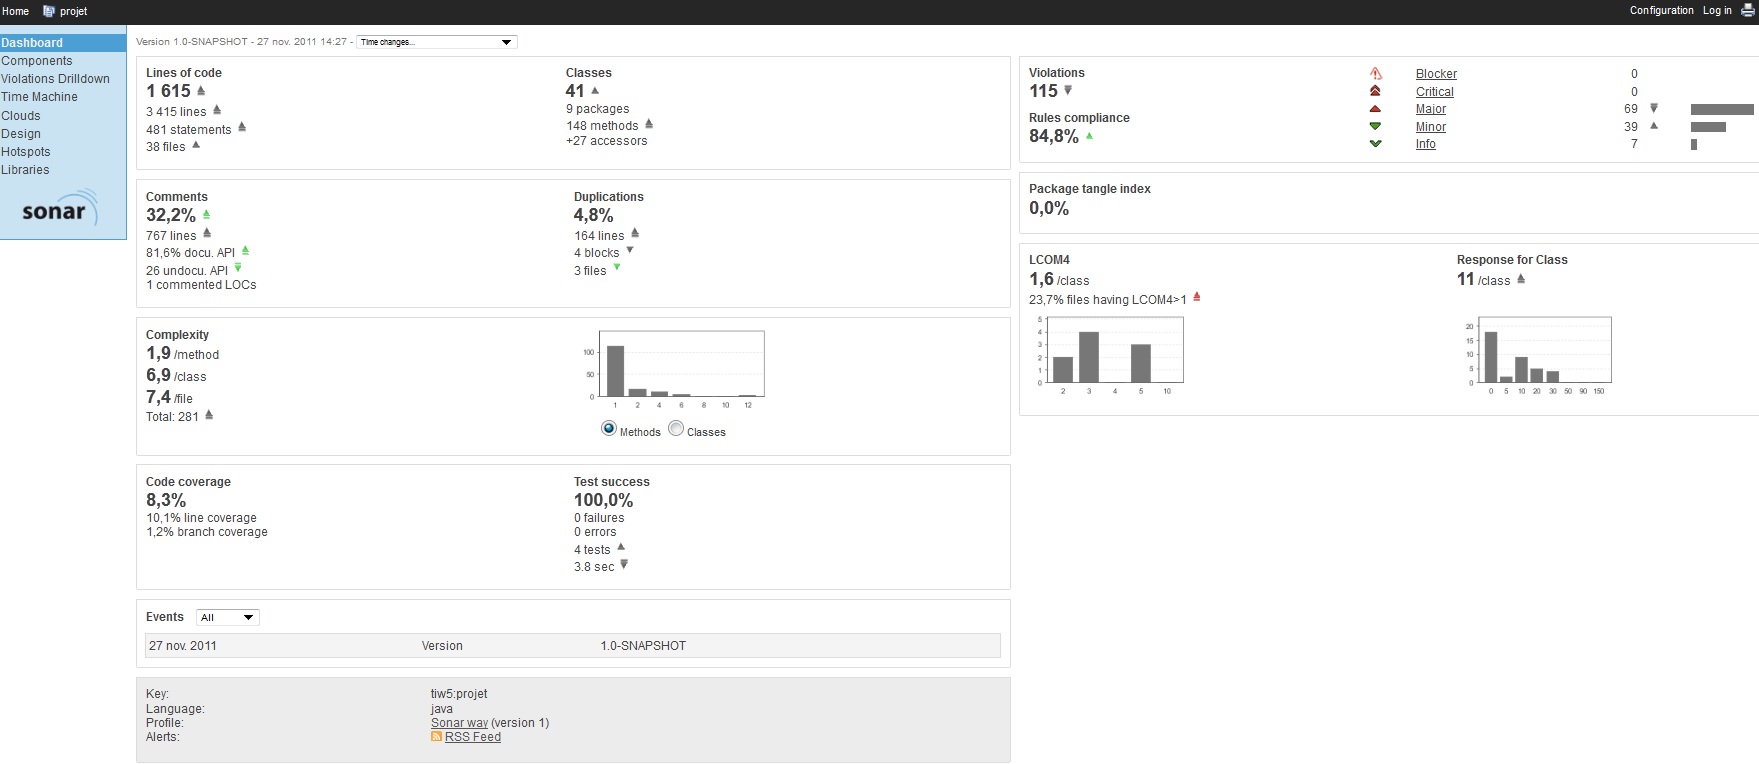 Home projet Configuration Log in
Dashboard
Components
Violations Drilldown
Time Machine
Clouds
Design
Hotspots
Libraries
sonar
Version 1.0-SNAPSHOT - 27 nov. 2011 14:27 - Time changes...
Lines of code
1 615
3 415 lines
481 statements
38 files
Classes
41
9 packages
148 methods
+27 accessors
Comments
32,2%
767 lines
81,6% docu. API
26 undocu. API
1 commented LOCs
Duplications
4,8%
164 lines
4 blocks
3 files
Complexity
1,9 /method
6,9 /class
7,4 /file
Total: 281
100
50
0
1 2 4 6 8 10 12
Methods Classes
Code coverage
8,3%
10,1% line coverage
1,2% branch coverage
Test success
100,0%
0 failures
0 errors
4 tests
3.8 sec
Events All
27 nov. 2011 Version 1.0-SNAPSHOT
Key: tiw5:projet
Language: java
Profile: Sonar way (version 1)
Alerts: RSS Feed
Violations
115
Rules compliance
84,8%
Blocker 0
Critical 0
Major 69
Minor 39
Info 7
Package tangle index
0,0%
LCOM4
1,6 /class
23,7% files having LCOM4>1
5
4
3
2
1
0
2 3 4 5 10
Response for Class
11 /class
20
15
10
5
0
0 5 10 20 30 50 90 150